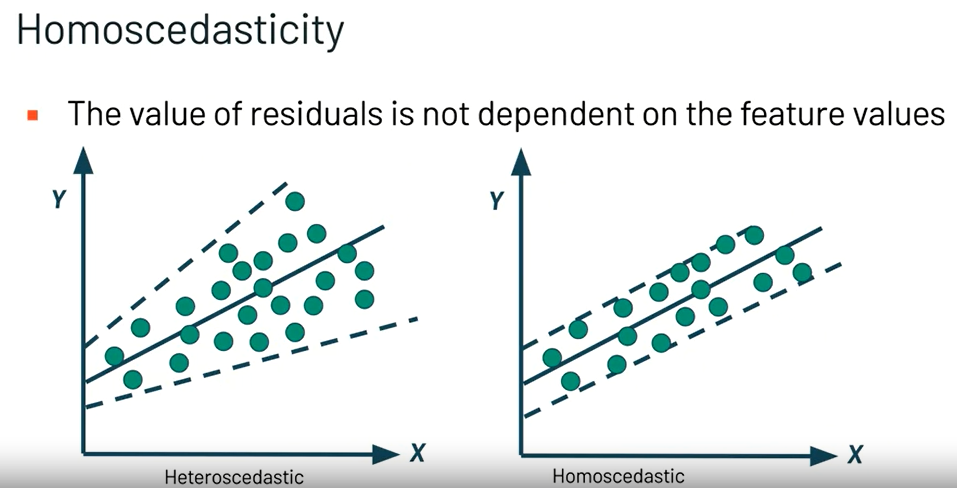 Homoscedasticity
The value of residuals is not dependent on the feature values
Y
X
Heteroscedastic
Y
X
Homoscedastic